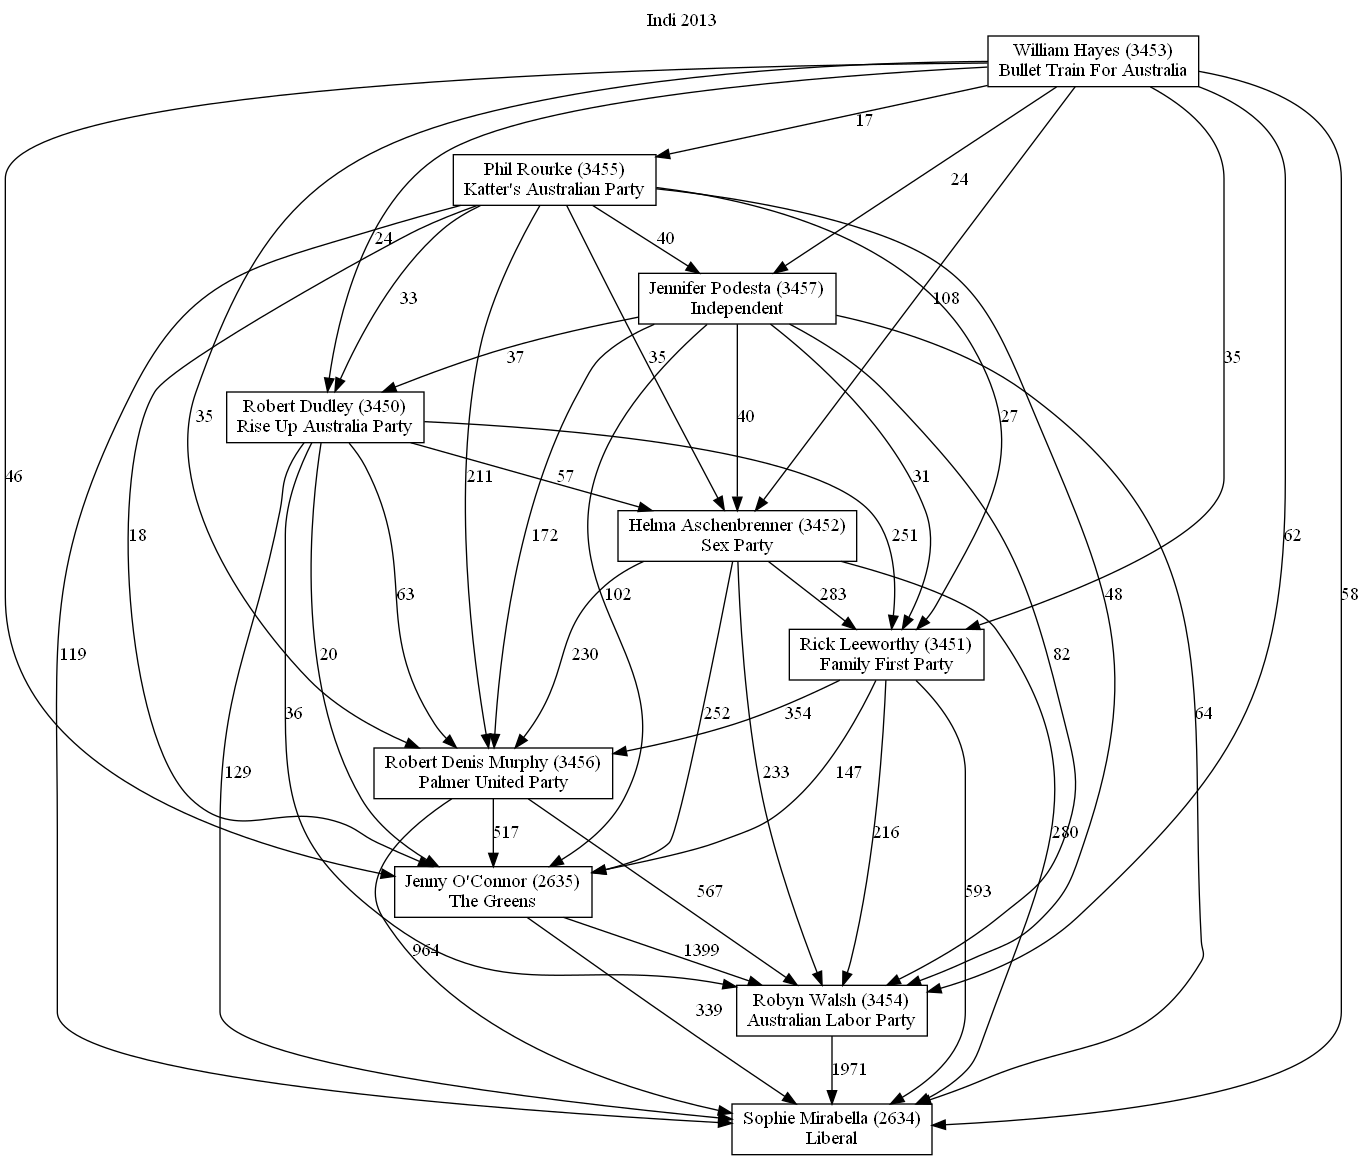 Indi 2013
William Hayes (3453)
Bullet Train For Australia
17
Phil Rourke (3455)
Katter's Australian Party
24
24
40
33
108
Jennifer Podesta (3457)
Independent
37
35
35
Robert Dudley (3450)
Rise Up Australia Party
35
40
27
46
211
57
31
Helma Aschenbrenner (3452)
Sex Party
18
172
251
62
63
102
283
48
58
Rick Leeworthy (3451)
Family First Party
119
20
230
82
36
252
354
64
Robert Denis Murphy (3456)
Palmer United Party
129
233
147
517
216
280
Jenny O'Connor (2635)
The Greens
567
593
964
1399
Robyn Walsh (3454)
Australian Labor Party
339
1971
Sophie Mirabella (2634)
Liberal